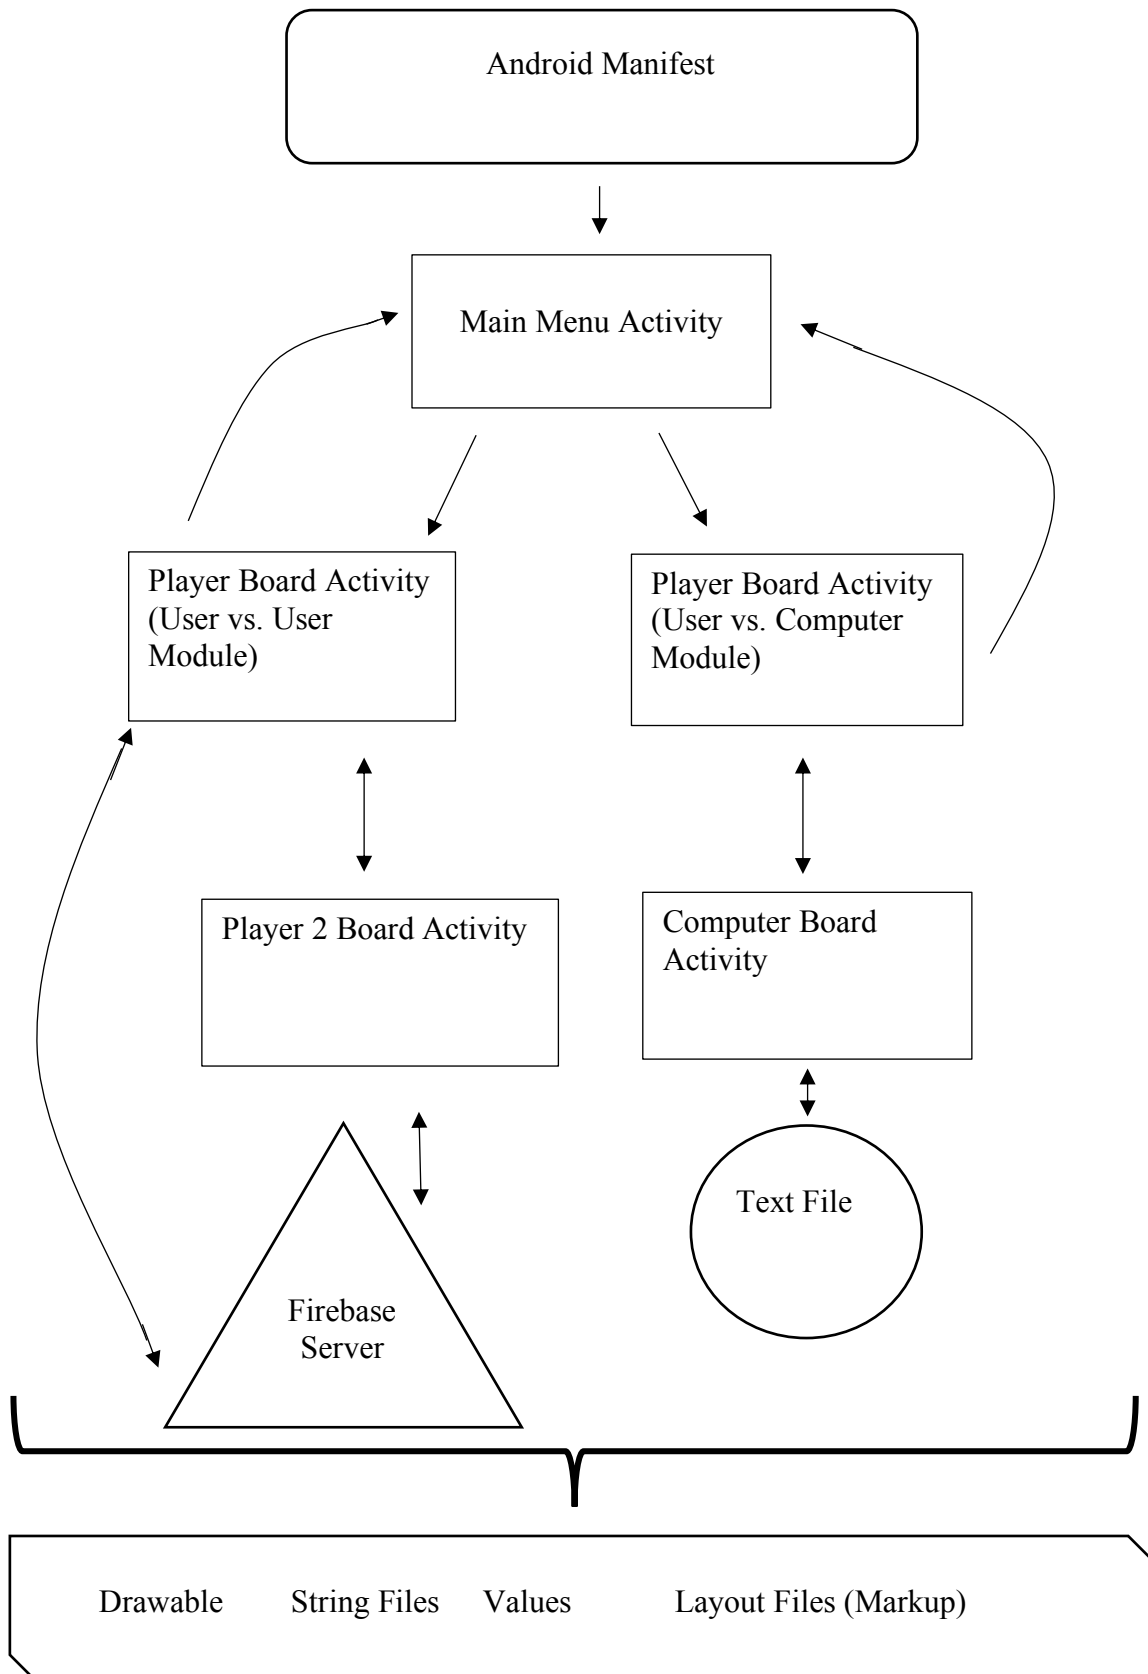 Android Manifest
Main Menu Activity
Player Board Activity
(User vs. User
Module)
Player Board Activity
(User vs. Computer
Module)
Player 2 Board Activity
Computer Board
Activity
Text File
Firebase
Server
Drawable String Files Values Layout Files (Markup)